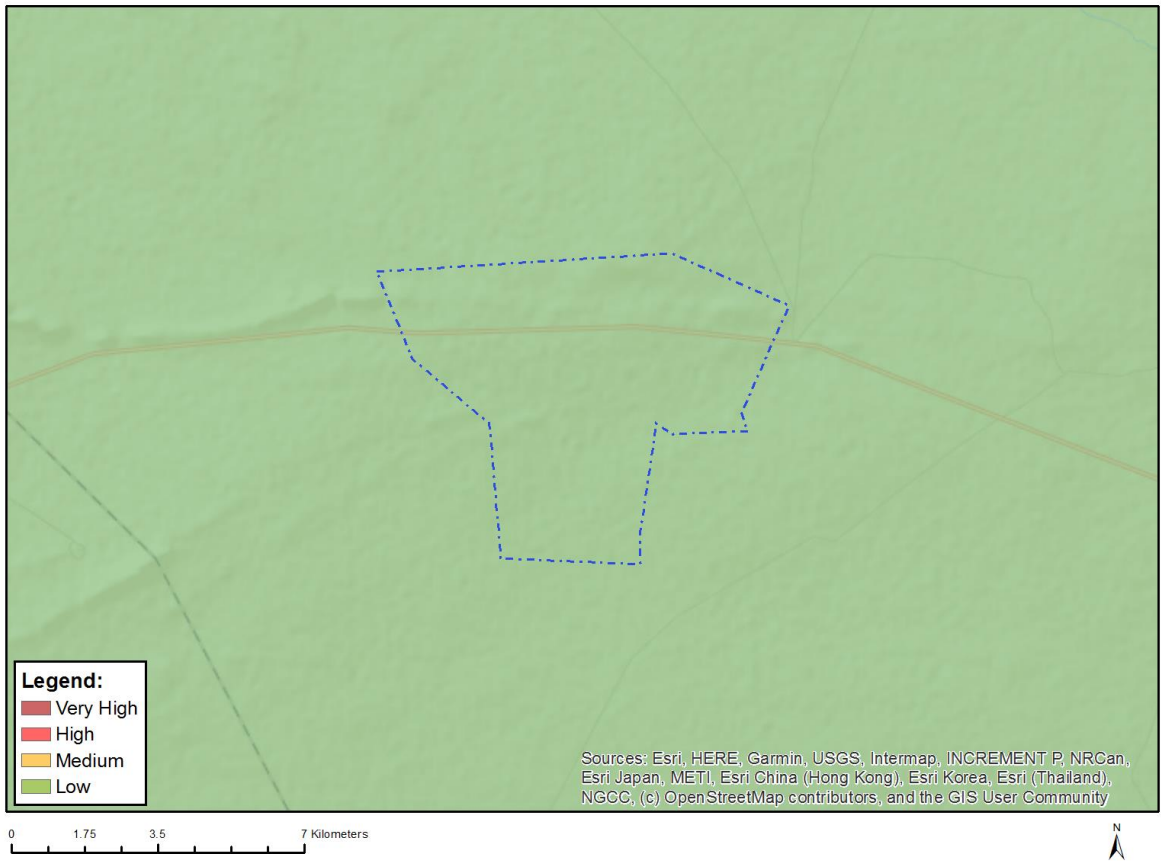 Legend:
Very High
High
Medium
Low
Sources: Esri, HERE, Garmin, USGS, Intermap, INCREMENT P, NRCan,
Esri Japan, METI, Esri China (Hong Kong), Esri Korea, Esri (Thailand),
NGCC, (c) OpenStreetMap contributors, and the GIS User Community
0 1.75 3.5 7 Kilometers
N